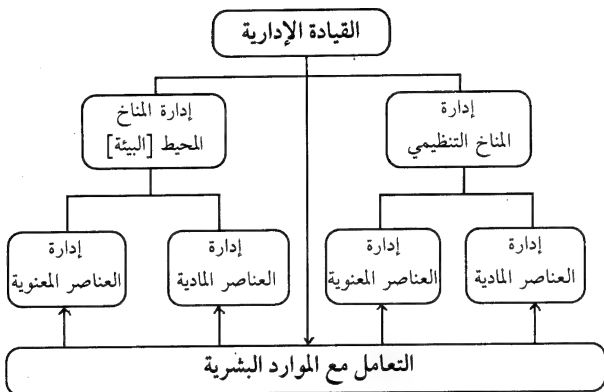 القيادة الإدارية
إدارة
المناخ التنظيمي
إدارة المناخ
المحيط [البيئة]
إدارة
العناصر المادية
إدارة
العناصر المعنوية
إدارة
العناصر المادية
إدارة
العناصر المعنوية
التعامل مع الموارد البشرية